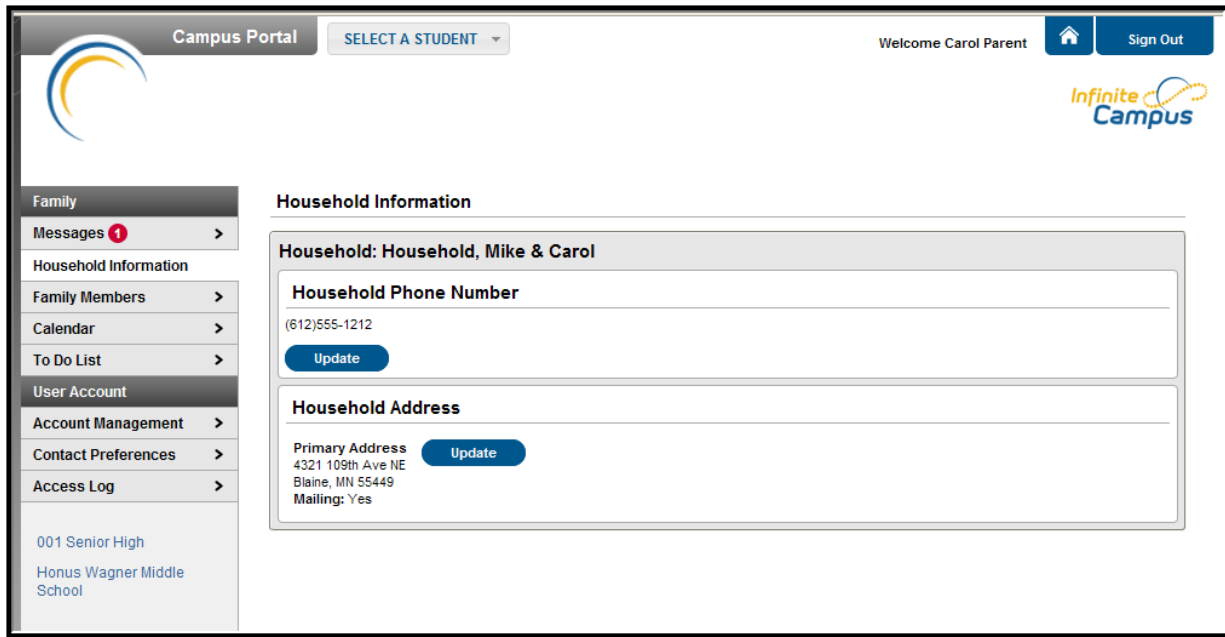 Campus Portal
SELECT A STUDENT
Welcome Carol Parent
Sign Out
Infinite
Campus
Family
Messages 1
Household Information
Family Members
Calendar
To Do List
User Account
Account Management
Contact Preferences
Access Log
001 Senior High
Honus Wagner Middle
School
Household Information
Household: Household, Mike & Carol
Household Phone Number
(612)555-1212
Update
Household Address
Primary Address
Update
4321 109th Ave NE
Blaine, MN 55449
Mailing: Yes